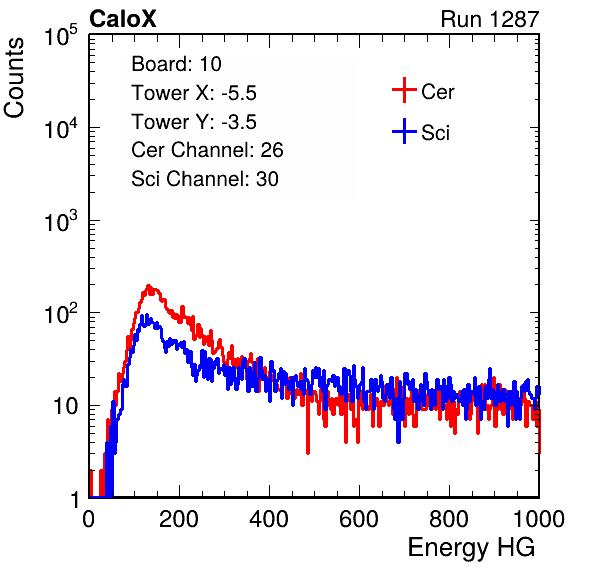 CaloX Run 1287
Counts
10^5
10^4
10^3
10^2
10
1
Board: 10
Tower X: -5.5
Tower Y: -3.5
Cer Channel: 26
Sci Channel: 30
Cer
Sci
0 200 400 600 800 1000
Energy HG